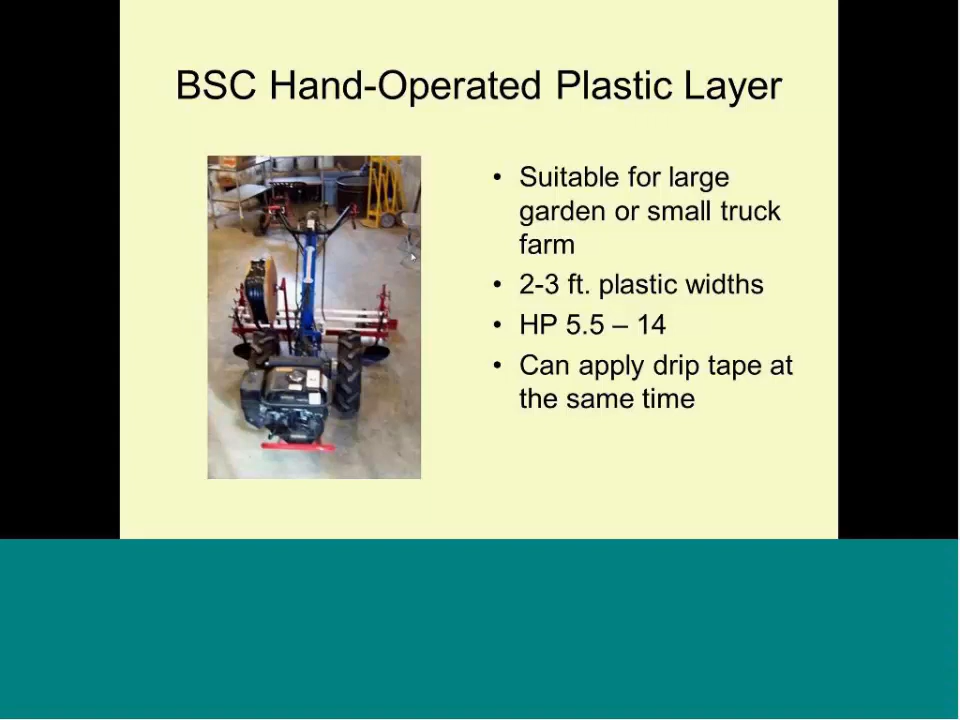 BSC Hand-Operated Plastic Layer
• Suitable for large
garden or small truck
farm
• 2-3 ft. plastic widths
• HP 5.5 – 14
• Can apply drip tape at
the same time